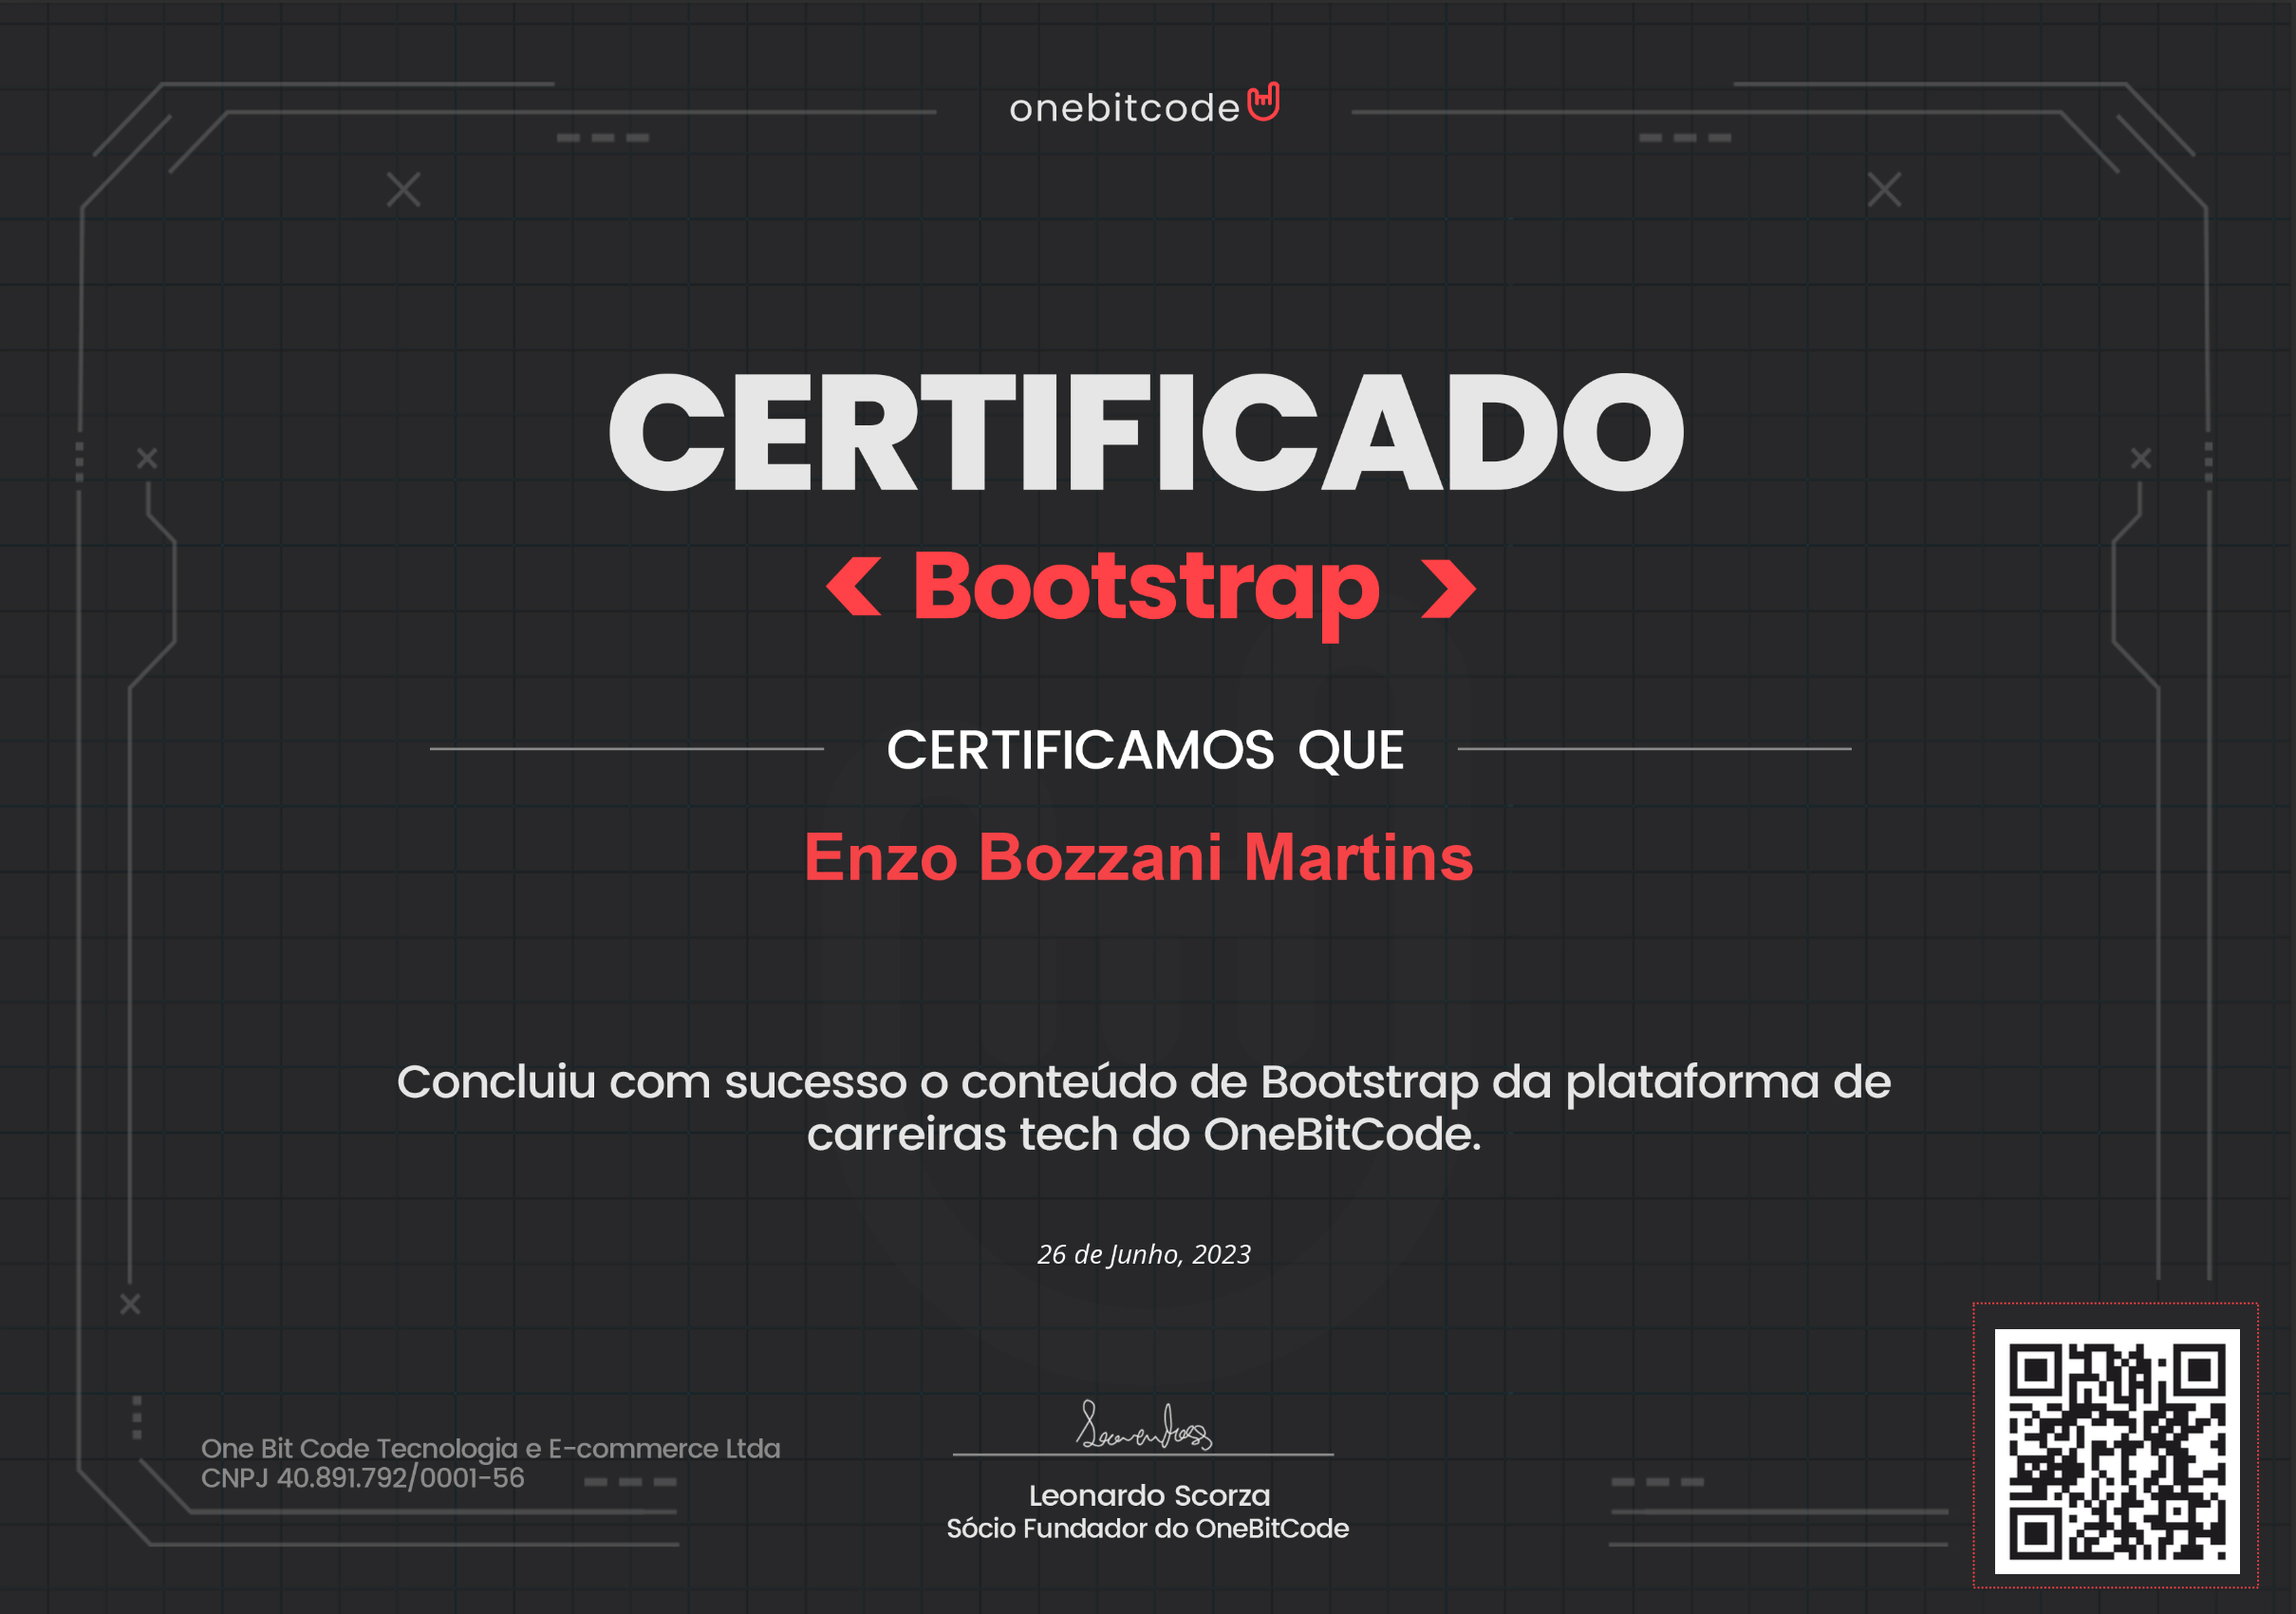 onebitcode
CERTIFICADO
< Bootstrap >
CERTIFICAMOS QUE
Enzo Bozzani Martins
Concluiu com sucesso o conteúdo de Bootstrap da plataforma de
carreiras tech do OneBitCode.
26 de Junho, 2023
One Bit Code Tecnologia e E-commerce Ltda
CNPJ 40.891.792/0001-56
Leonardo Scorza
Sócio Fundador do OneBitCode